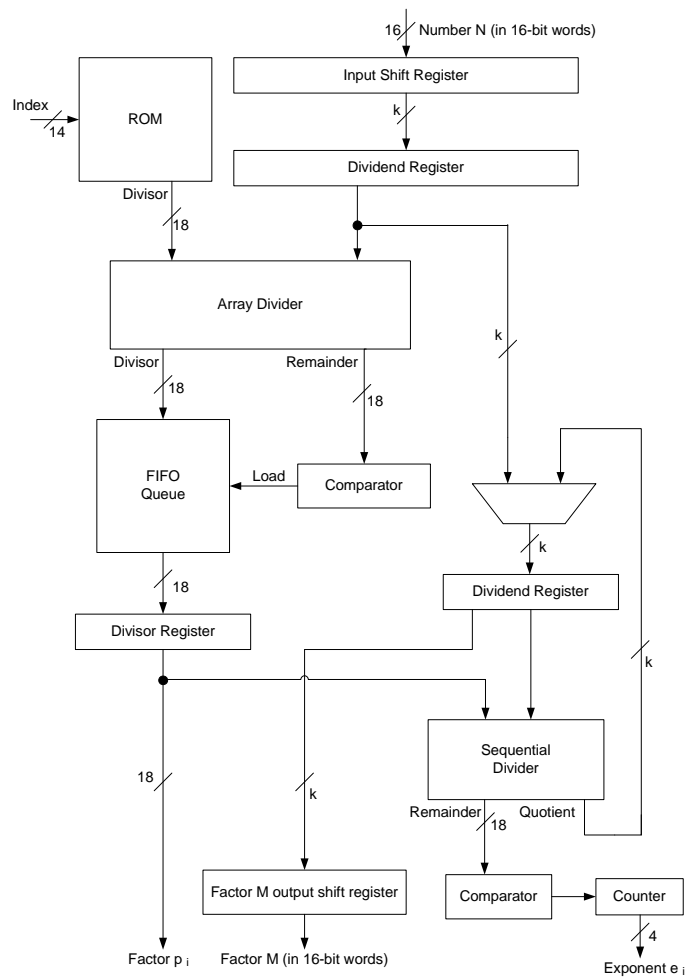 16 Number N (in 16-bit words)
Input Shift Register
Index
14
ROM
k
Dividend Register
Divisor
18
Array Divider
Divisor
Remainder
k
18
18
FIFO
Queue
Load
Comparator
k
18
Dividend Register
Divisor Register
k
Sequential
Divider
18
k
Remainder
Quotient
18
Factor M output shift register
Comparator
Counter
4
Factor p i
Factor M (in 16-bit words)
Exponent e i